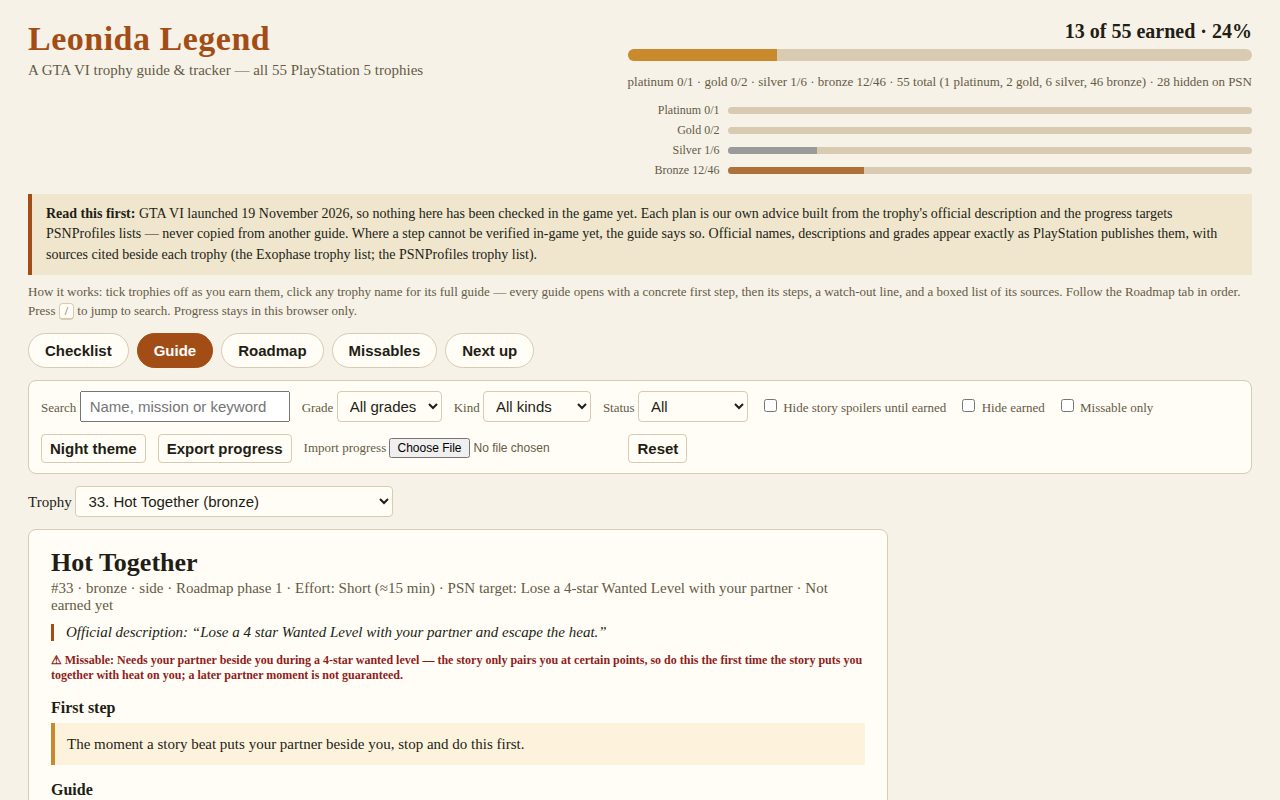 Leonida Legend
A GTA VI trophy guide & tracker — all 55 PlayStation 5 trophies
13 of 55 earned · 24%
platinum 0/1 · gold 0/2 · silver 1/6 · bronze 12/46 · 55 total (1 platinum, 2 gold, 6 silver, 46 bronze) · 28 hidden on PSN
Platinum 0/1
Gold 0/2
Silver 1/6
Bronze 12/46
Read this first: GTA VI launched 19 November 2026, so nothing here has been checked in the game yet. Each plan is our own advice built from the trophy's official description and the progress targets
PSNProfiles lists — never copied from another guide. Where a step cannot be verified in-game yet, the guide says so. Official names, descriptions and grades appear exactly as PlayStation publishes them, with
sources cited beside each trophy (the Exophase trophy list; the PSNProfiles trophy list).
How it works: tick trophies off as you earn them, click any trophy name for its full guide — every guide opens with a concrete first step, then its steps, a watch-out line, and a boxed list of its sources. Follow the Roadmap tab in order.
Press / to jump to search. Progress stays in this browser only.
Checklist Guide Roadmap Missables Next up
Search Name, mission or keyword Grade All grades Kind All kinds Status All Hide story spoilers until earned Hide earned Missable only
Night theme Export progress Import progress Choose File No file chosen Reset
Trophy 33. Hot Together (bronze)
Hot Together
#33 · bronze · side · Roadmap phase 1 · Effort: Short (≈15 min) · PSN target: Lose a 4-star Wanted Level with your partner · Not
earned yet
Official description: “Lose a 4 star Wanted Level with your partner and escape the heat.”
⚠ Missable: Needs your partner beside you during a 4-star wanted level — the story only pairs you at certain points, so do this the first time the story puts you
together with heat on you; a later partner moment is not guaranteed.
First step
The moment a story beat puts your partner beside you, stop and do this first.
Guide